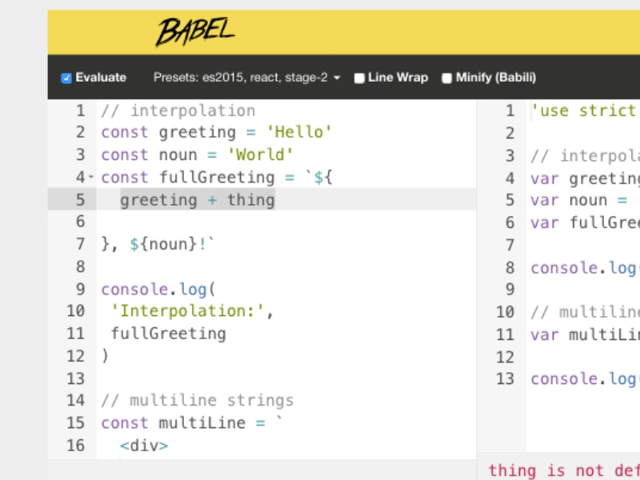 BABEL
Evaluate Presets: es2015, react, stage-2 Line Wrap Minify (Babili)
1 // interpolation
2 const greeting = 'Hello'
3 const noun = 'World'
4 const fullGreeting = `${
5 greeting + thing
6
7 }, ${noun}!`
8
9 console.log(
10 'Interpolation:',
11 fullGreeting
12 )
13
14 // multiline strings
15 const multiLine = `
16 <div>
1 'use strict
2
3 // interpola
4 var greeting
5 var noun =
6 var fullGree
7
8 console.log(
9
10 // multiline
11 var multiLi
12
13 console.log(
thing is not def